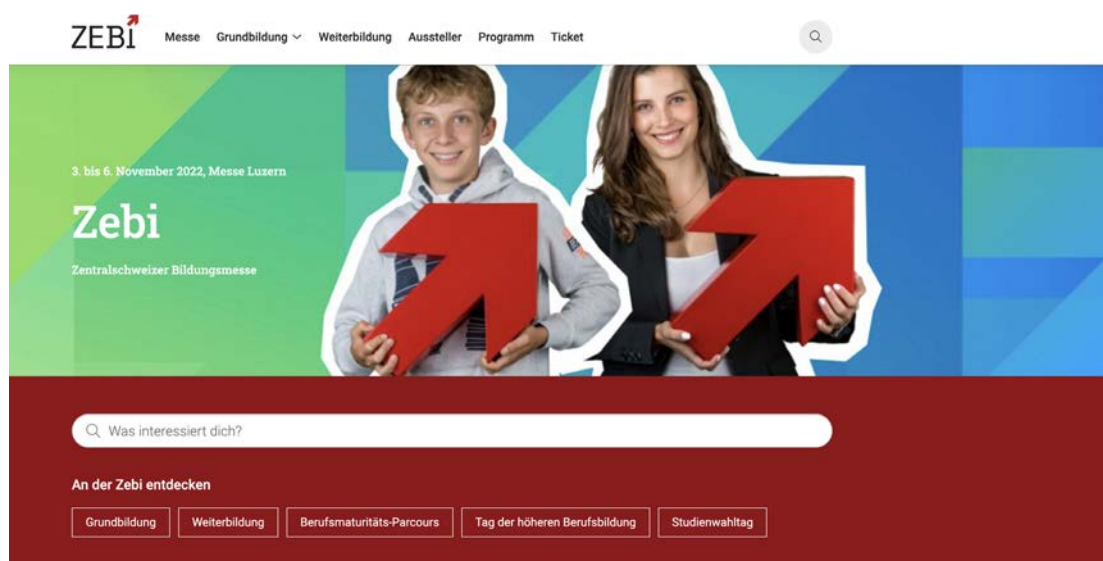 ZEBI
Messe Grundbildung Weiterbildung Aussteller Programm Ticket
3. bis 6. November 2022, Messe Luzern
Zebi
Zentralschweizer Bildungsmesse
Was interessiert dich?
An der Zebi entdecken
Grundbildung Weiterbildung Berufsmaturitäts-Parcours Tag der höheren Berufsbildung Studienwahltag